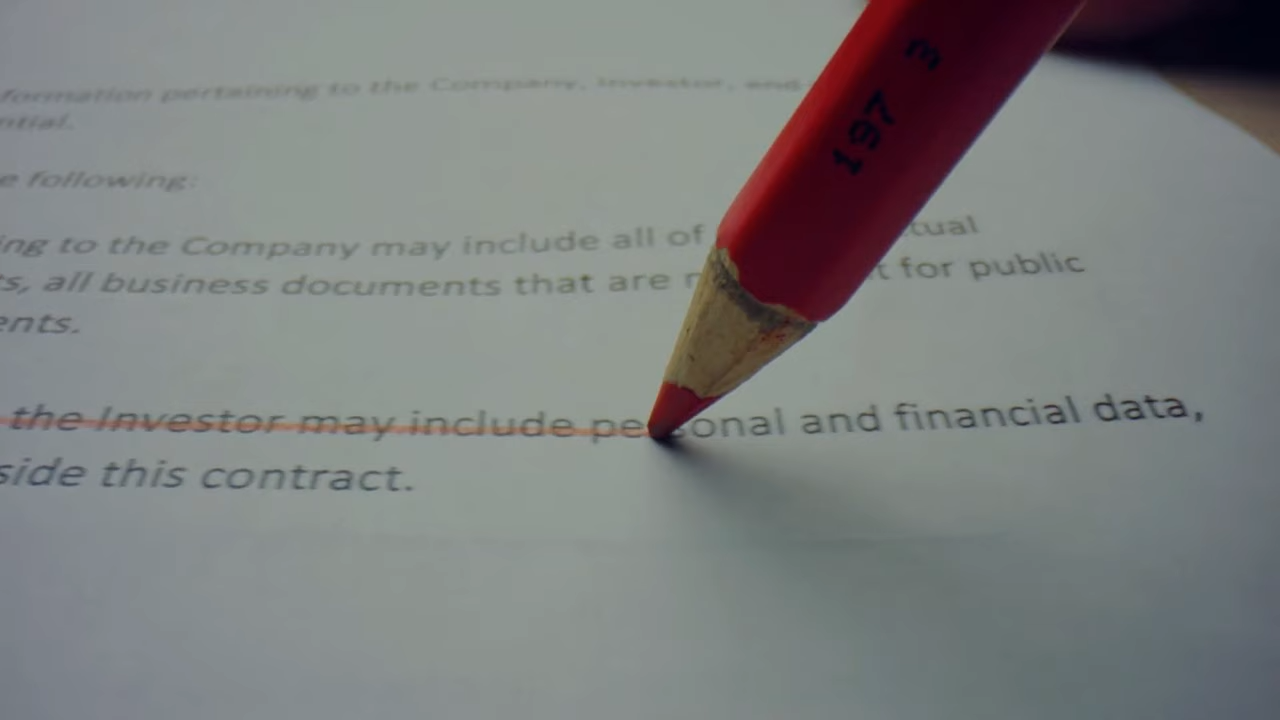 formation pertaining to the Company, Investor, and
ntial.
e following:
ing to the Company may include all of tual
ts, all business documents that are n t for public
ents.
the Investor may include pe onal and financial data,
side this contract.
197 3